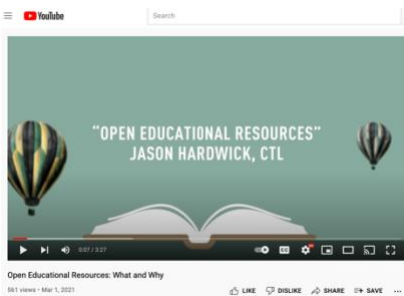 YouTube
Search
"OPEN EDUCATIONAL RESOURCES"
JASON HARDWICK, CTL
0:07 / 3:27
CC
Open Educational Resources: What and Why
561 views • Mar 1, 2021
LIKE DISLIKE SHARE SAVE ...